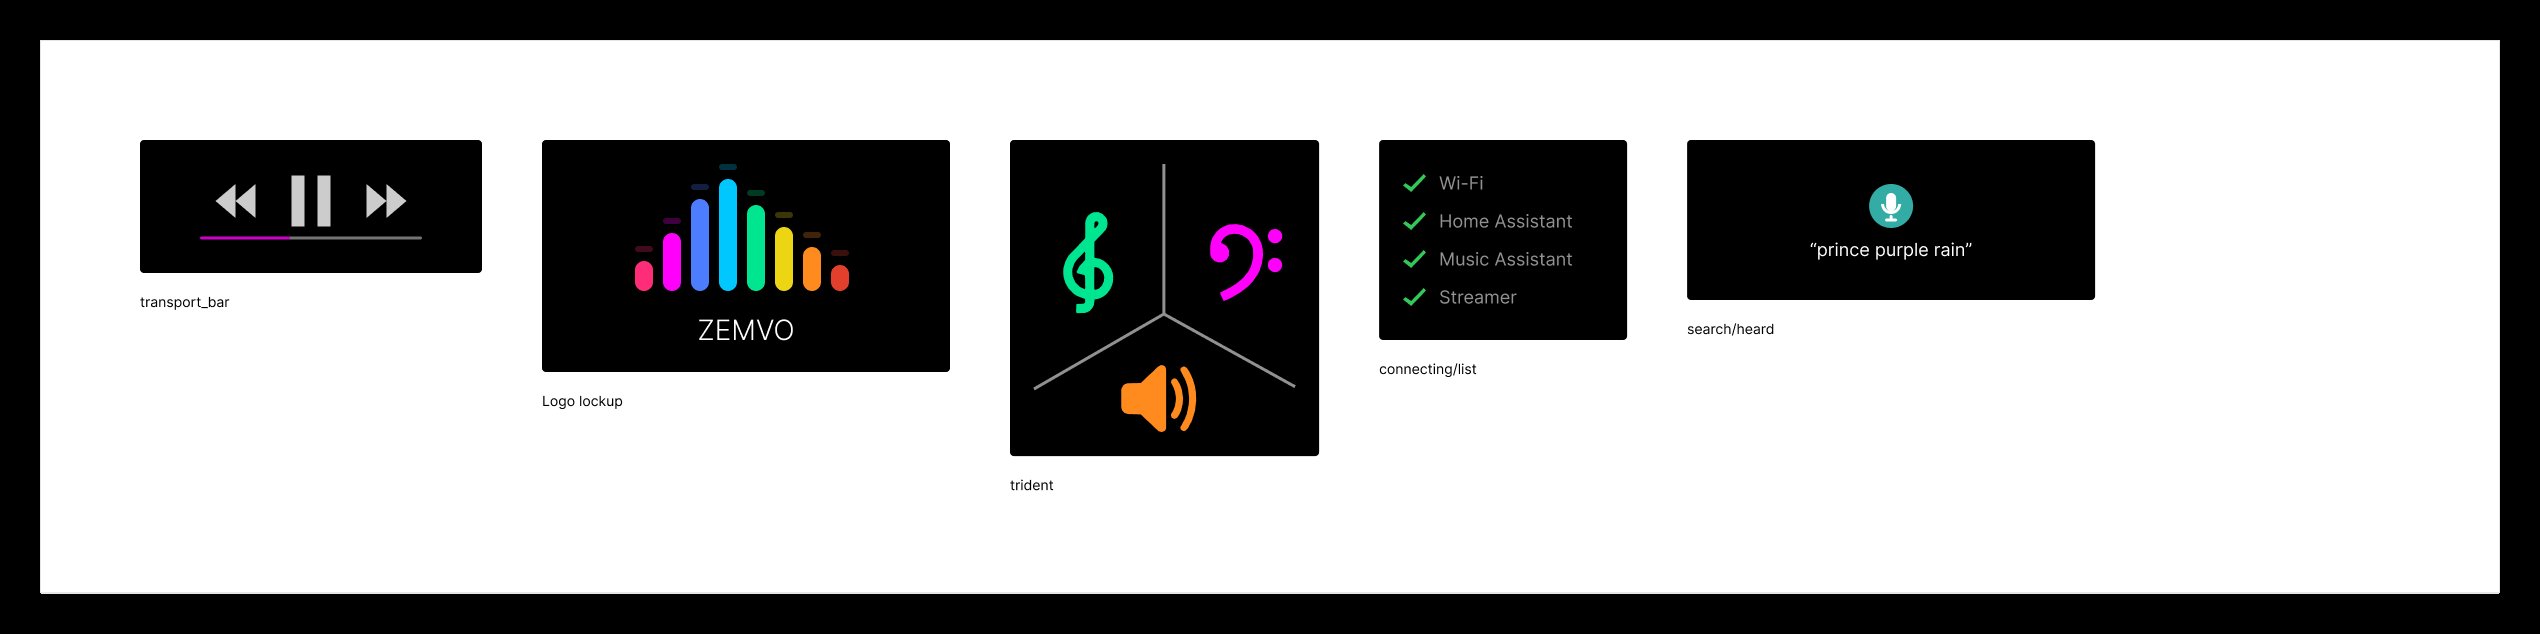 transport_bar
ZEMVO
Logo lockup
trident
Wi-Fi
Home Assistant
Music Assistant
Streamer
connecting/list
“prince purple rain”
search/heard